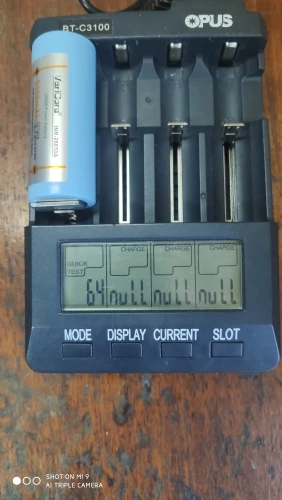 BT-C3100
OPUS
VariCore
CHARGE
CHARGE
CHARGE
QUICK
TEST
64
null
null
null
MODE
DISPLAY
CURRENT
SLOT
SHOT ON MI 9
AI TRIPLE CAMERA